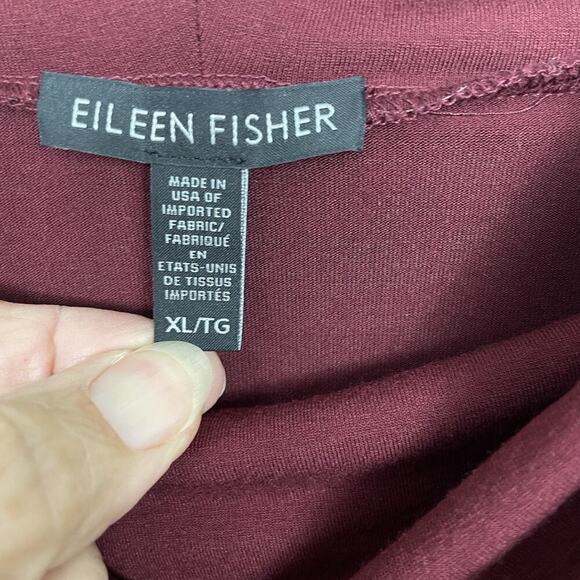 EILEEN FISHER
MADE IN
USA OF
IMPORTED
FABRIC/
FABRIQUÉ
EN
ETATS-UNIS
DE TISSUS
IMPORTÉS
XL/TG